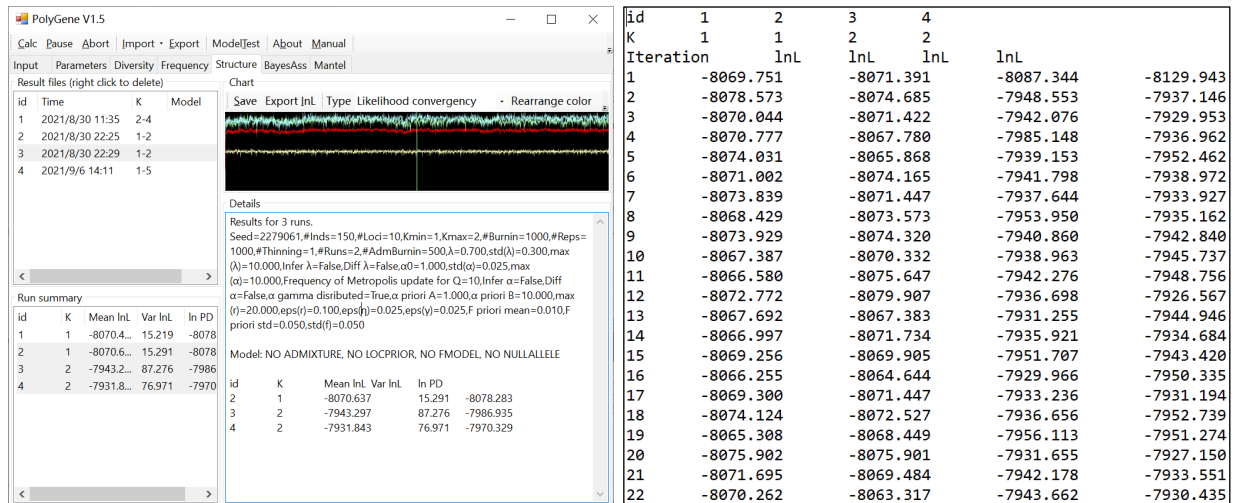 PolyGene V1.5
Calc Pause Abort Import Export ModelTest About Manual
Input Parameters Diversity Frequency Structure BayesAss Mantel
Result files (right click to delete)
id Time K Model
1 2021/8/30 11:35 2-4
2 2021/8/30 22:25 1-2
3 2021/8/30 22:29 1-2
4 2021/9/6 14:11 1-5
Run summary
id K Mean lnL Var lnL ln PD
1 1 -8070.4... 15.219 -8078
2 1 -8070.6... 15.291 -8078
3 2 -7943.2... 87.276 -7986
4 2 -7931.8... 76.971 -7970
Chart
Save Export lnL Type Likelihood convergency Rearrange color
Details
Results for 3 runs.
Seed=2279061,#Inds=150,#Loci=10,Kmin=1,Kmax=2,#Burnin=1000,#Reps=
1000,#Thinning=1,#Runs=2,#AdmBurnin=500,λ=0.700,std(λ)=0.300,max
(λ)=10.000,Infer λ=False,Diff λ=False,α0=1.000,std(α)=0.025,max
(α)=10.000,Frequency of Metropolis update for Q=10,Infer α=False,Diff
α=False,α gamma disributed=True,α priori A=1.000,α priori B=10.000,max
(r)=20.000,eps(r)=0.100,eps(η)=0.025,eps(γ)=0.025,F priori mean=0.010,F
priori std=0.050,std(f)=0.050
Model: NO ADMIXTURE, NO LOCPRIOR, NO FMODEL, NO NULLALLELE
id K Mean lnL Var lnL ln PD
2 1 -8070.637 15.291 -8078.283
3 2 -7943.297 87.276 -7986.935
4 2 -7931.843 76.971 -7970.329
id 1 2 3 4
K 1 1 2 2
Iteration lnL lnL lnL lnL
1 -8069.751 -8071.391 -8087.344 -8129.943
2 -8078.573 -8074.685 -7948.553 -7937.146
3 -8070.044 -8071.422 -7942.076 -7929.953
4 -8070.777 -8067.780 -7985.148 -7936.962
5 -8074.031 -8065.868 -7939.153 -7952.462
6 -8071.002 -8074.165 -7941.798 -7938.972
7 -8073.839 -8071.447 -7937.644 -7933.927
8 -8068.429 -8073.573 -7953.950 -7935.162
9 -8073.929 -8074.320 -7940.860 -7942.840
10 -8067.387 -8070.332 -7938.963 -7945.737
11 -8066.580 -8075.647 -7942.276 -7948.756
12 -8072.772 -8079.907 -7936.698 -7926.567
13 -8067.692 -8067.383 -7931.255 -7944.946
14 -8066.997 -8071.734 -7935.921 -7934.684
15 -8069.256 -8069.905 -7951.707 -7943.420
16 -8066.255 -8064.644 -7929.966 -7950.335
17 -8069.300 -8071.447 -7933.236 -7931.194
18 -8074.124 -8072.527 -7936.656 -7952.739
19 -8065.308 -8068.449 -7956.113 -7951.274
20 -8075.902 -8075.901 -7931.655 -7927.150
21 -8071.695 -8069.484 -7942.178 -7933.551
22 -8070.262 -8063.317 -7943.662 -7930.435